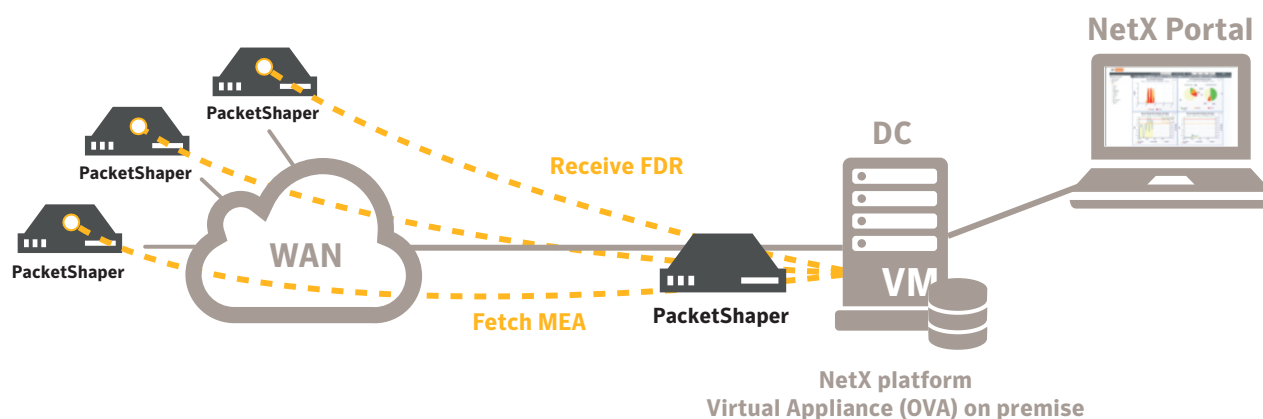 NetX Portal
PacketShaper
DC
PacketShaper
Receive FDR
PacketShaper
WAN
VM
Fetch MEA
PacketShaper
NetX platform
Virtual Appliance (OVA) on premise